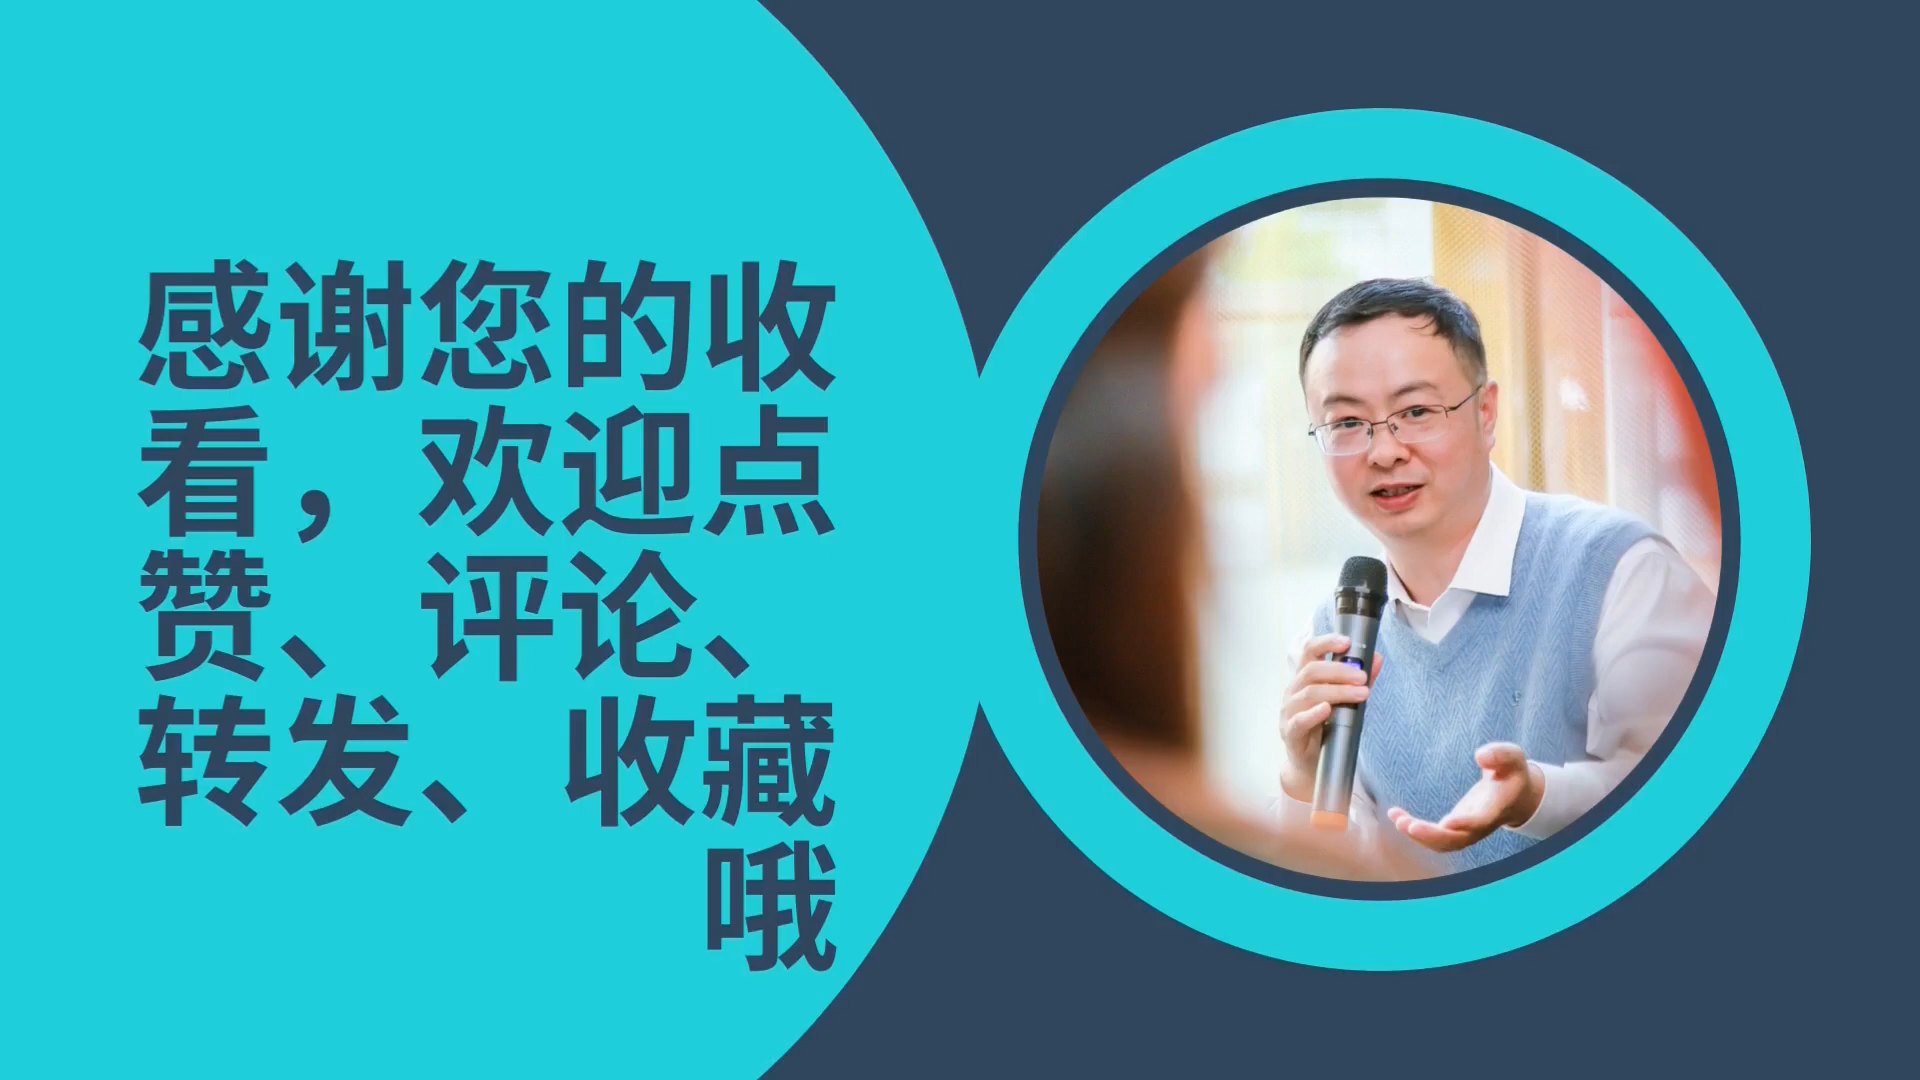 感谢您的收
看，欢迎点
赞、评论、
转发、收藏
哦